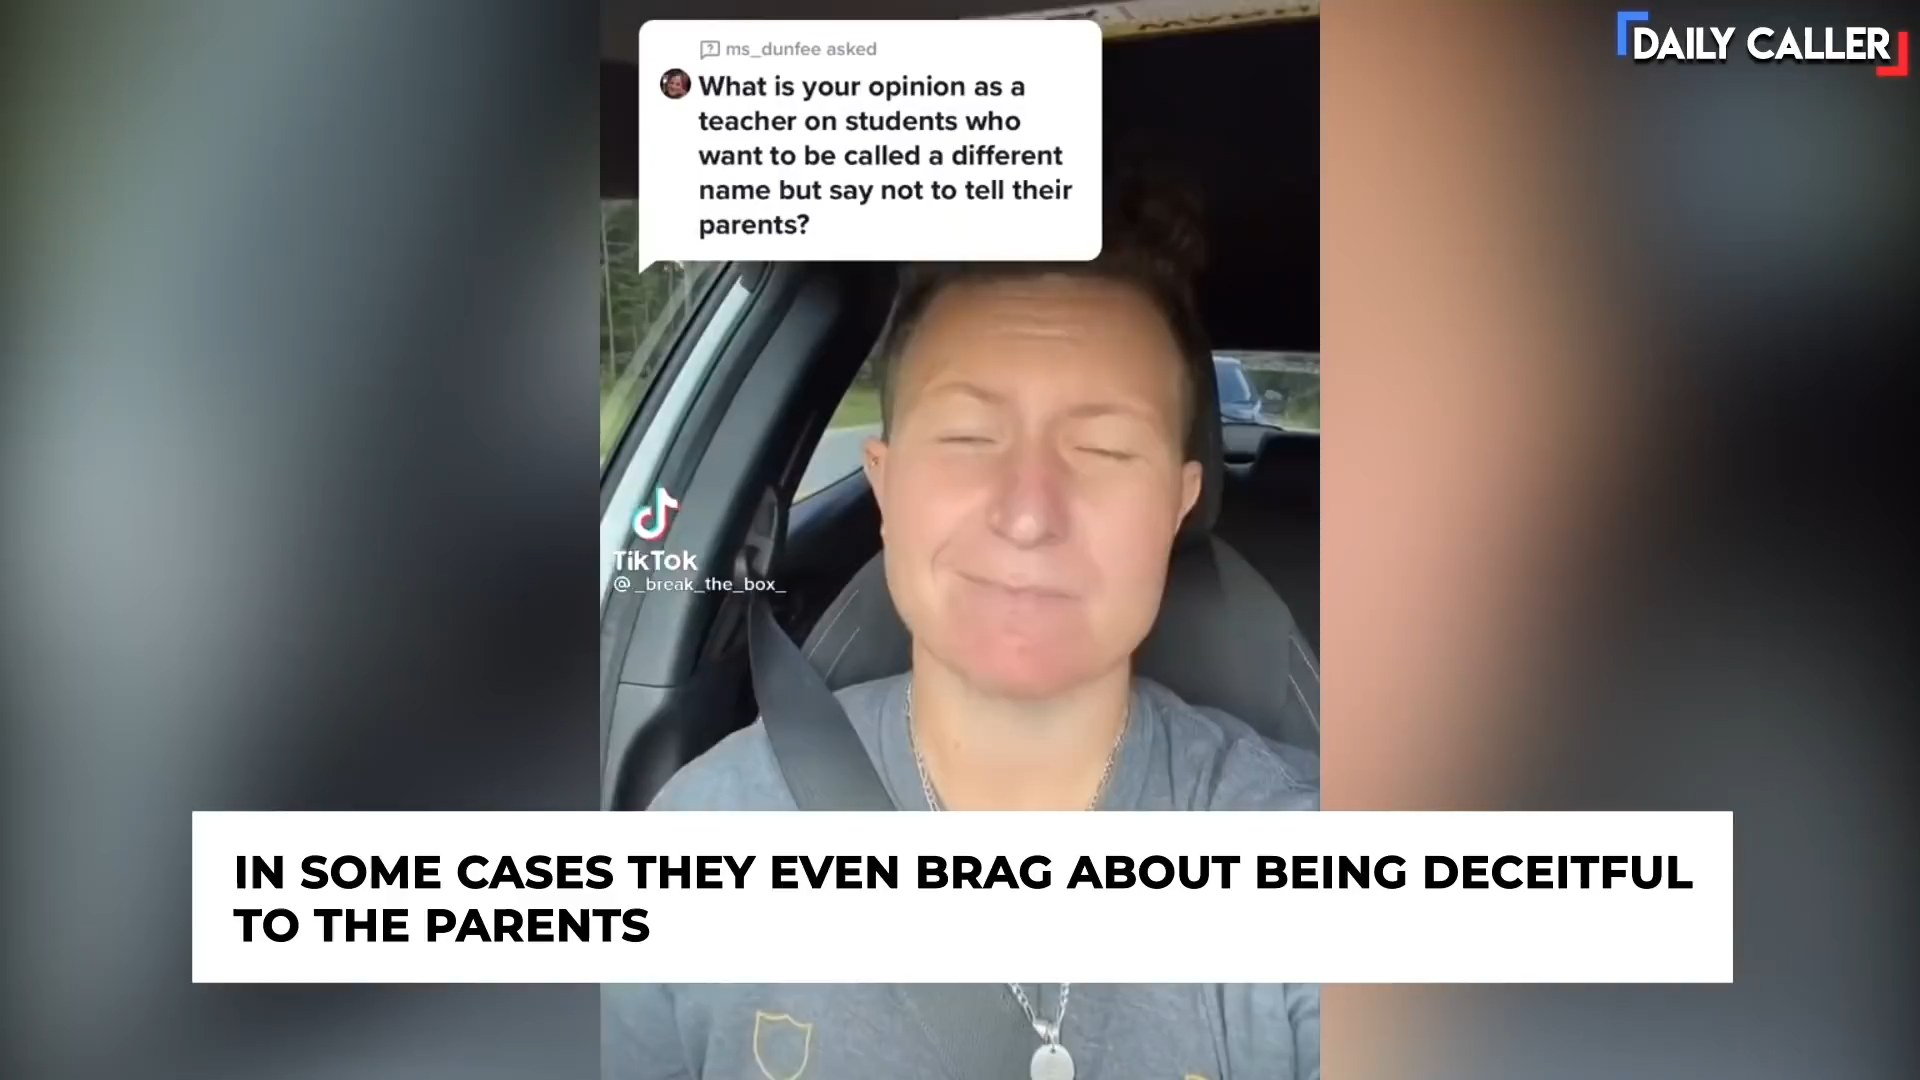 DAILY CALLER
ms_dunfee asked
What is your opinion as a
teacher on students who
want to be called a different
name but say not to tell their
parents?
TikTok
@_break_the_box_
IN SOME CASES THEY EVEN BRAG ABOUT BEING DECEITFUL
TO THE PARENTS